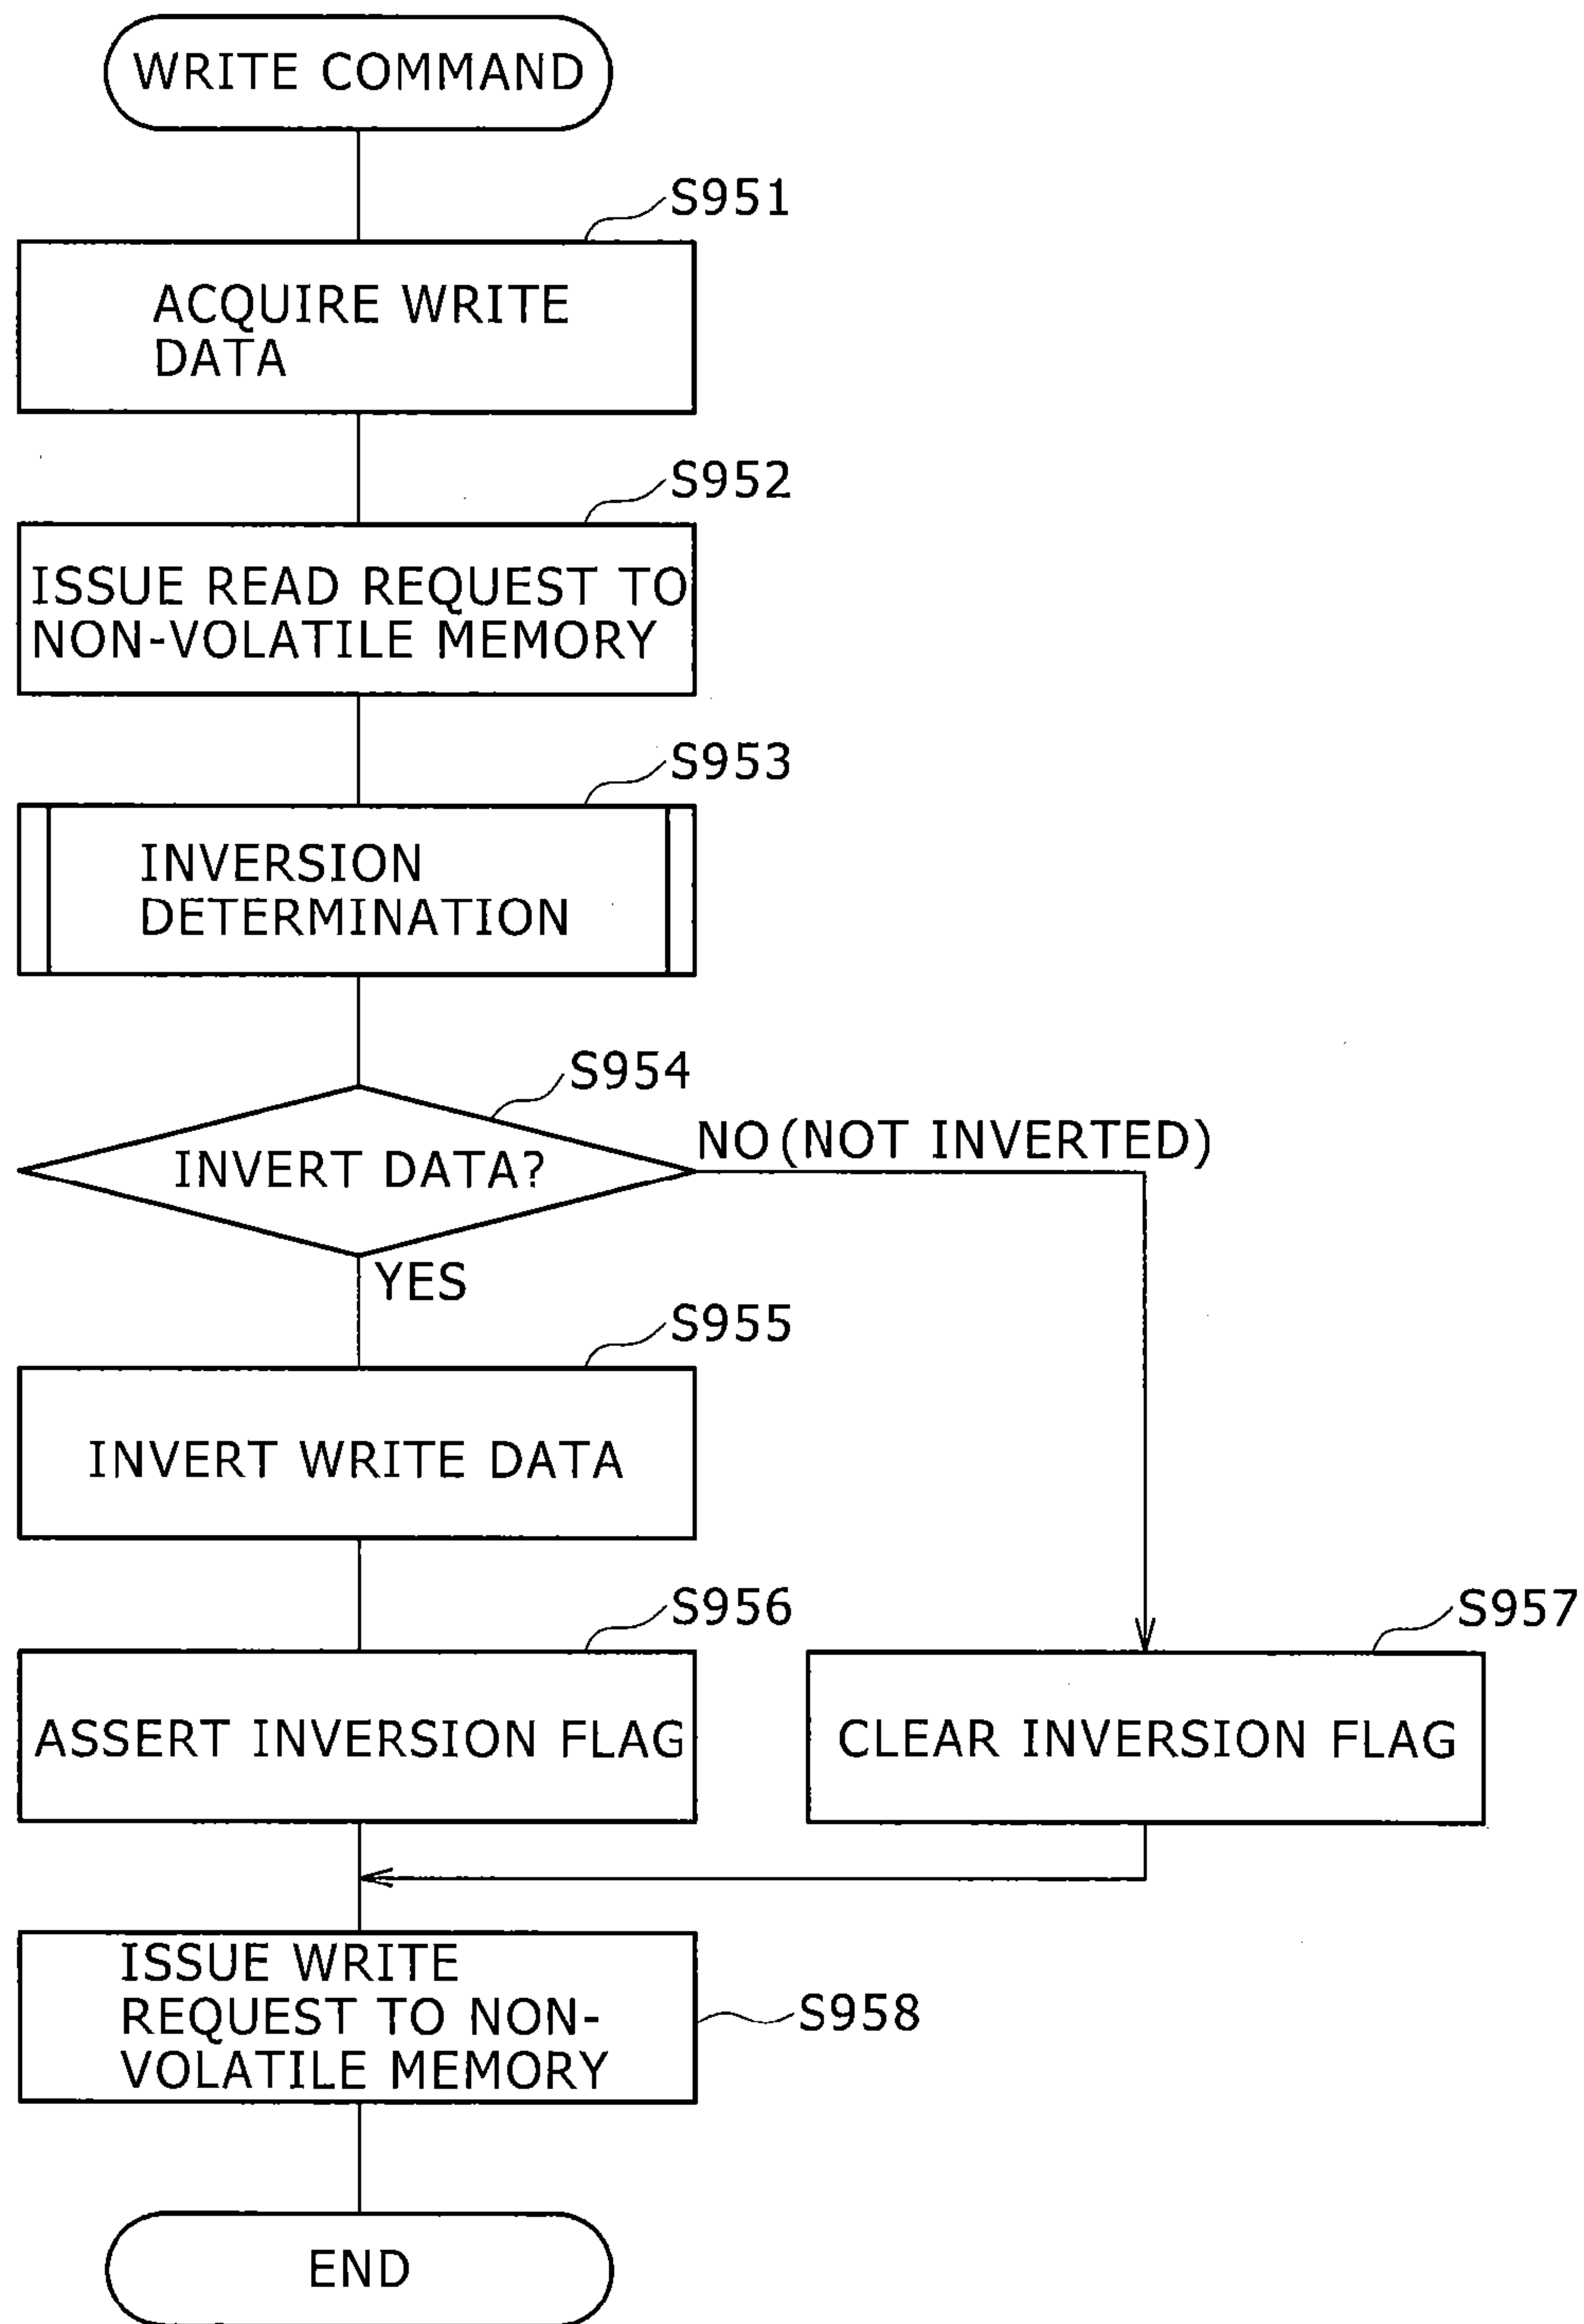 WRITE COMMAND
S951
ACQUIRE WRITE
DATA
S952
ISSUE READ REQUEST TO
NON-VOLATILE MEMORY
S953
INVERSION
DETERMINATION
S954
NO(NOT INVERTED)
INVERT DATA?
YES
S955
INVERT WRITE DATA
S956
S957
ASSERT INVERSION FLAG
CLEAR INVERSION FLAG
ISSUE WRITE
REQUEST TO NON-
VOLATILE MEMORY
S958
END